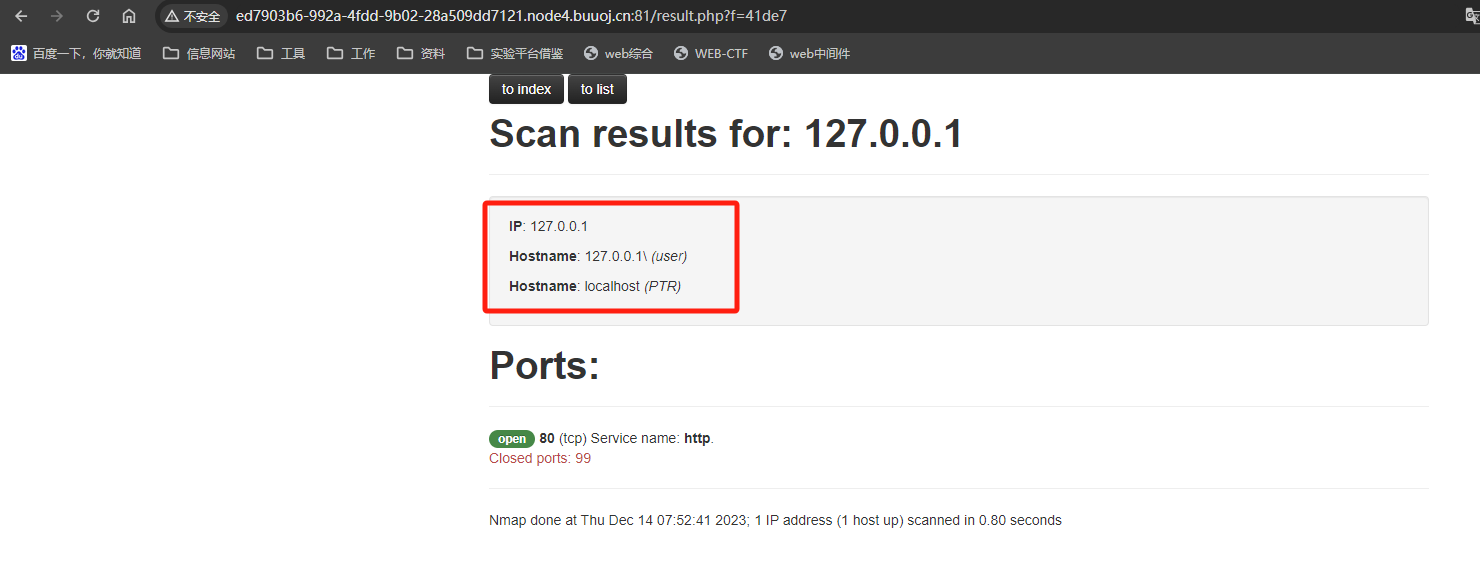 不安全 ed7903b6-992a-4fdd-9b02-28a509dd7121.node4.buuoj.cn:81/result.php?f=41de7
百度一下，你就知道 信息网站 工具 工作 资料 实验平台借鉴 web综合 WEB-CTF web中间件
to index to list
Scan results for: 127.0.0.1
IP: 127.0.0.1
Hostname: 127.0.0.1\ (user)
Hostname: localhost (PTR)
Ports:
open 80 (tcp) Service name: http.
Closed ports: 99
Nmap done at Thu Dec 14 07:52:41 2023; 1 IP address (1 host up) scanned in 0.80 seconds